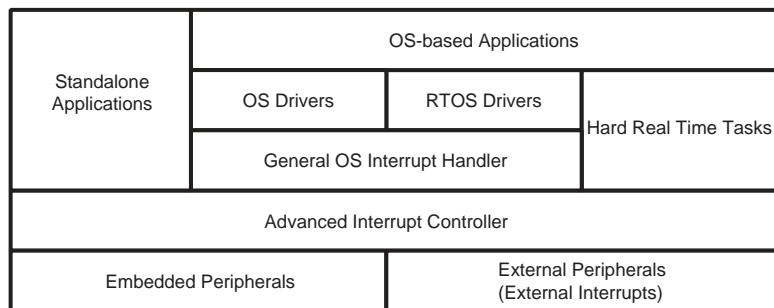 OS-based Applications
Standalone
Applications
OS Drivers
RTOS Drivers
Hard Real Time Tasks
General OS Interrupt Handler
Advanced Interrupt Controller
Embedded Peripherals
External Peripherals
(External Interrupts)